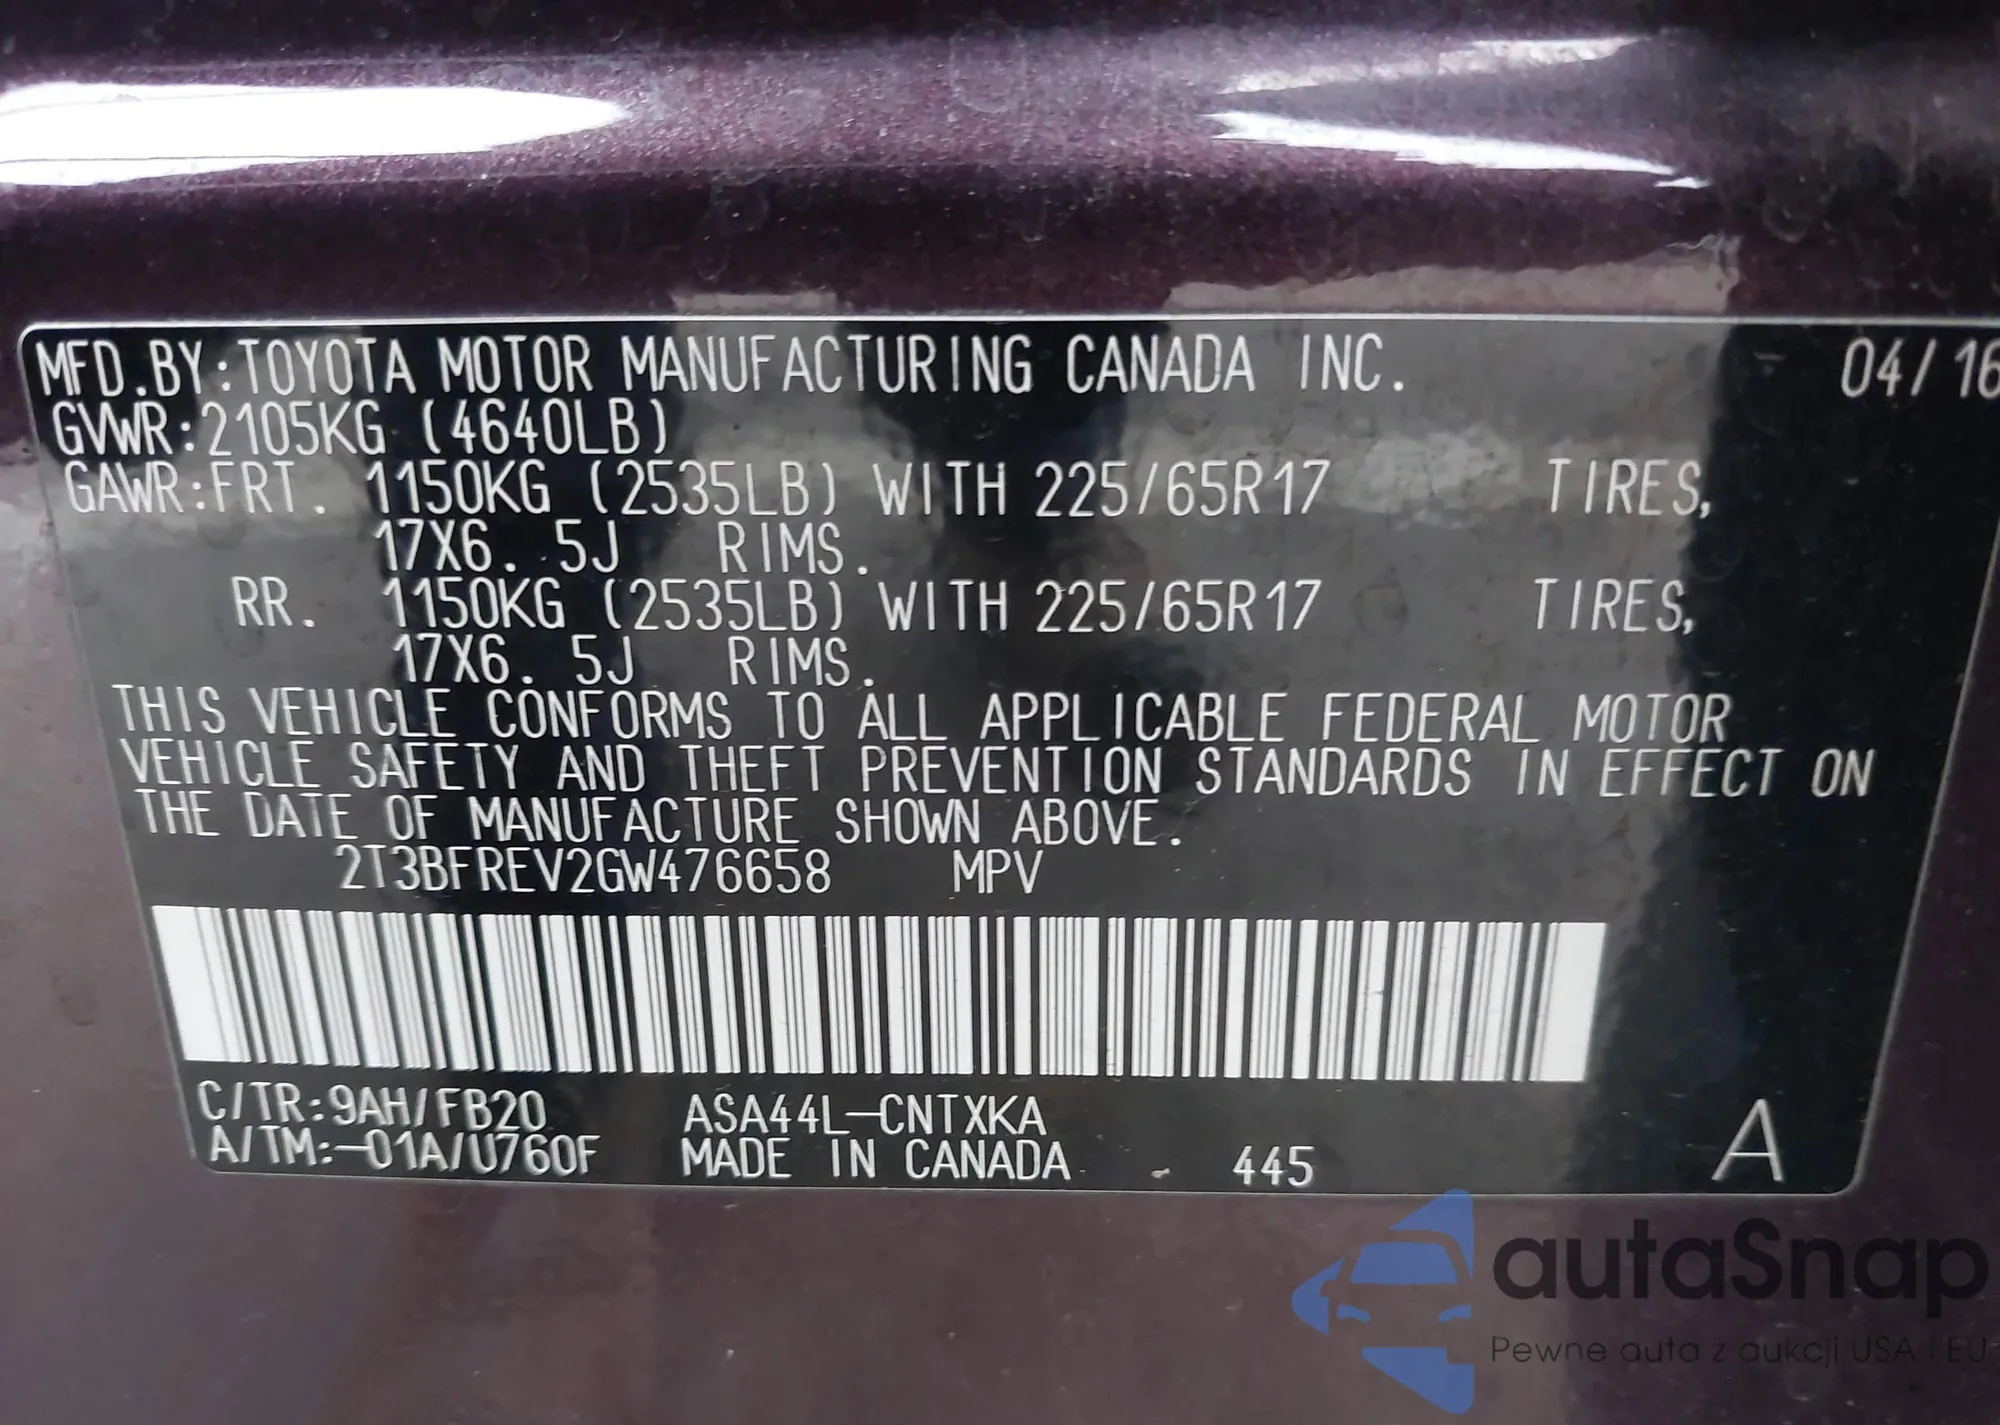 MFD.BY:TOYOTA MOTOR MANUFACTURING CANADA INC. 04/16
GVWR:2105KG (4640LB)
GAWR:FRT. 1150KG (2535LB) WITH 225/65R17 TIRES,
17X6. 5J RIMS.
RR. 1150KG (2535LB) WITH 225/65R17 TIRES,
17X6. 5J RIMS.
THIS VEHICLE CONFORMS TO ALL APPLICABLE FEDERAL MOTOR
VEHICLE SAFETY AND THEFT PREVENTION STANDARDS IN EFFECT ON
THE DATE OF MANUFACTURE SHOWN ABOVE.
2T3BFREV2GW476658 MPV
C/TR:9AH/FB20 ASA44L-CNTXKA
A/TM:-01A/U760F MADE IN CANADA 445 A
autaSnap
Pewne auta z aukcji USA i EU